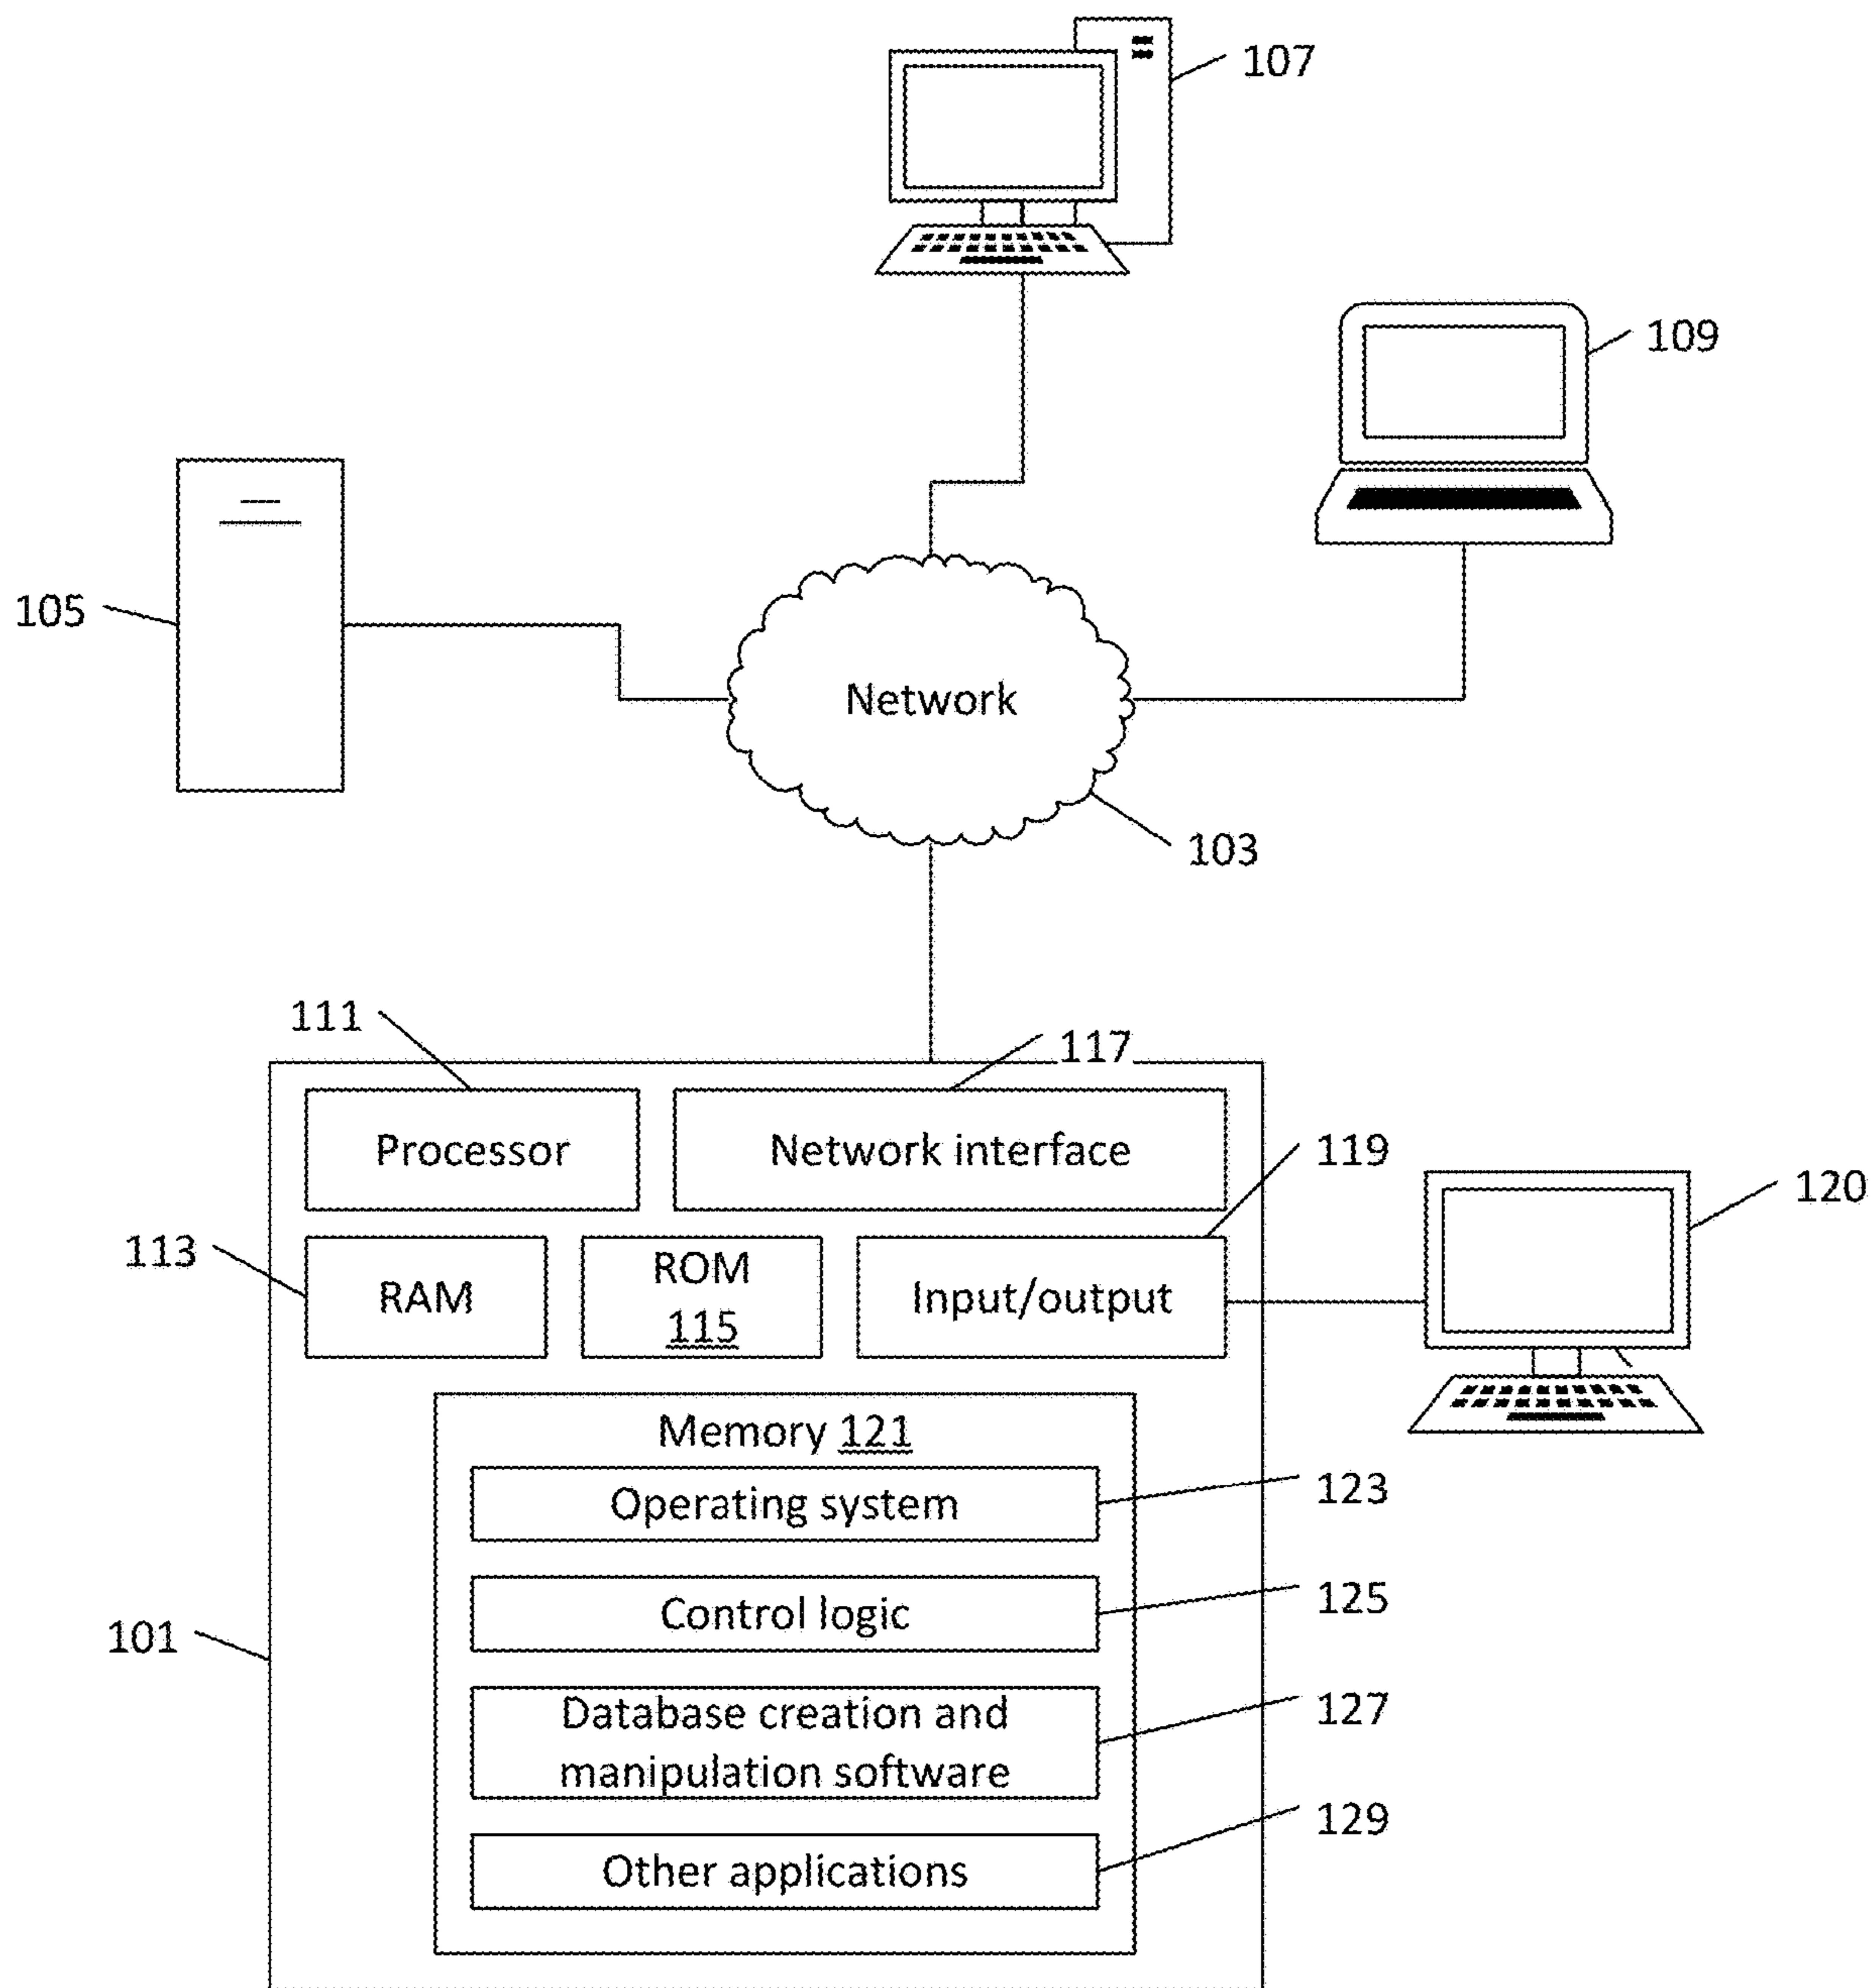 107
109
105
Network
103
111
117
Processor
Network interface
119
120
113
RAM
ROM
115
Input/output
Memory 121
Operating system
123
Control logic
125
101
Database creation and
manipulation software
127
Other applications
129